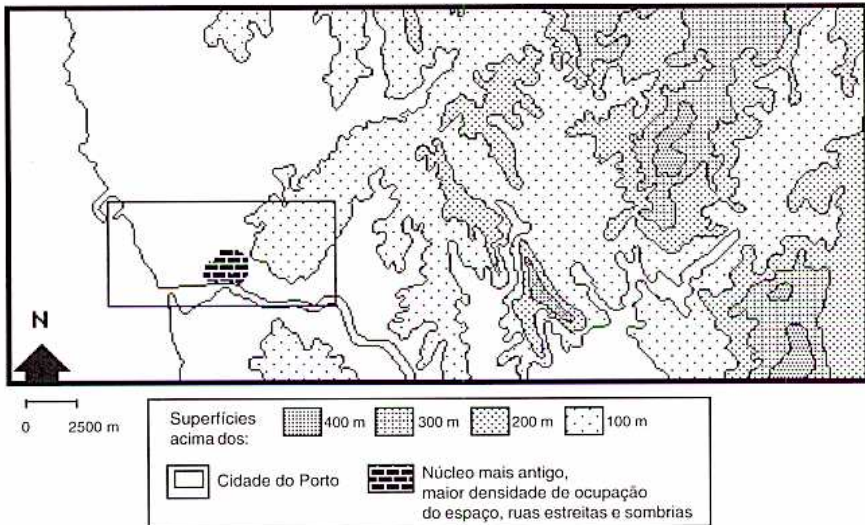 N
0 2500 m
Superfícies
acima dos:
400 m
300 m
200 m
100 m
Cidade do Porto
Núcleo mais antigo,
maior densidade de ocupação
do espaço, ruas estreitas e sombrias